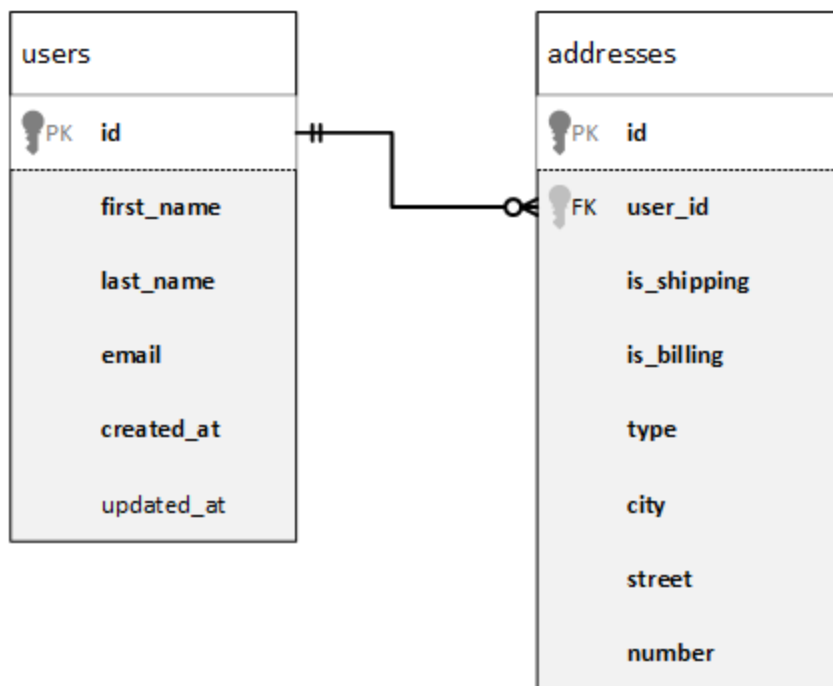 users
PK id
first_name
last_name
email
created_at
updated_at
addresses
PK id
FK user_id
is_shipping
is_billing
type
city
street
number